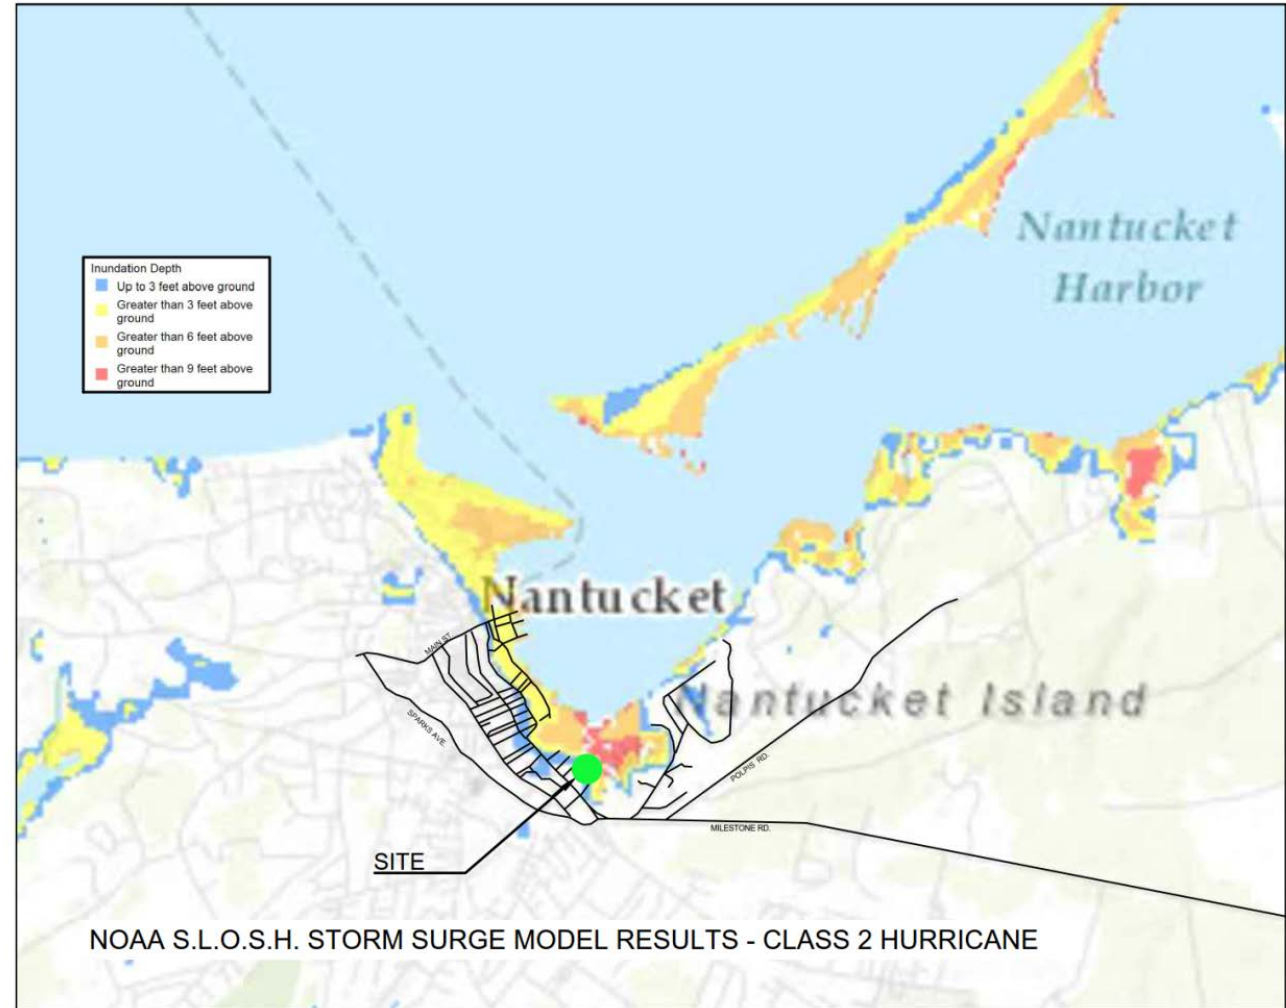 Nantucket
Harbor
Inundation Depth
Up to 3 feet above ground
Greater than 3 feet above
ground
Greater than 6 feet above
ground
Greater than 9 feet above
ground
Nantucket
MAIN ST.
Nantucket Island
SPARKS AVE.
POLPIS RD.
MILESTONE RD.
SITE
NOAA S.L.O.S.H. STORM SURGE MODEL RESULTS - CLASS 2 HURRICANE